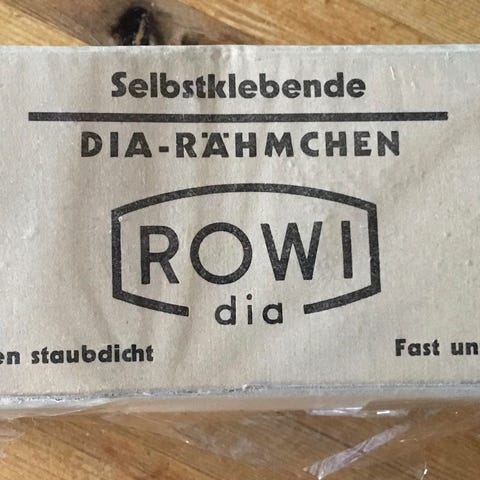 Selbstklebende
DIA-RÄHMCHEN
ROWI
dia
en staubdicht
Fast un